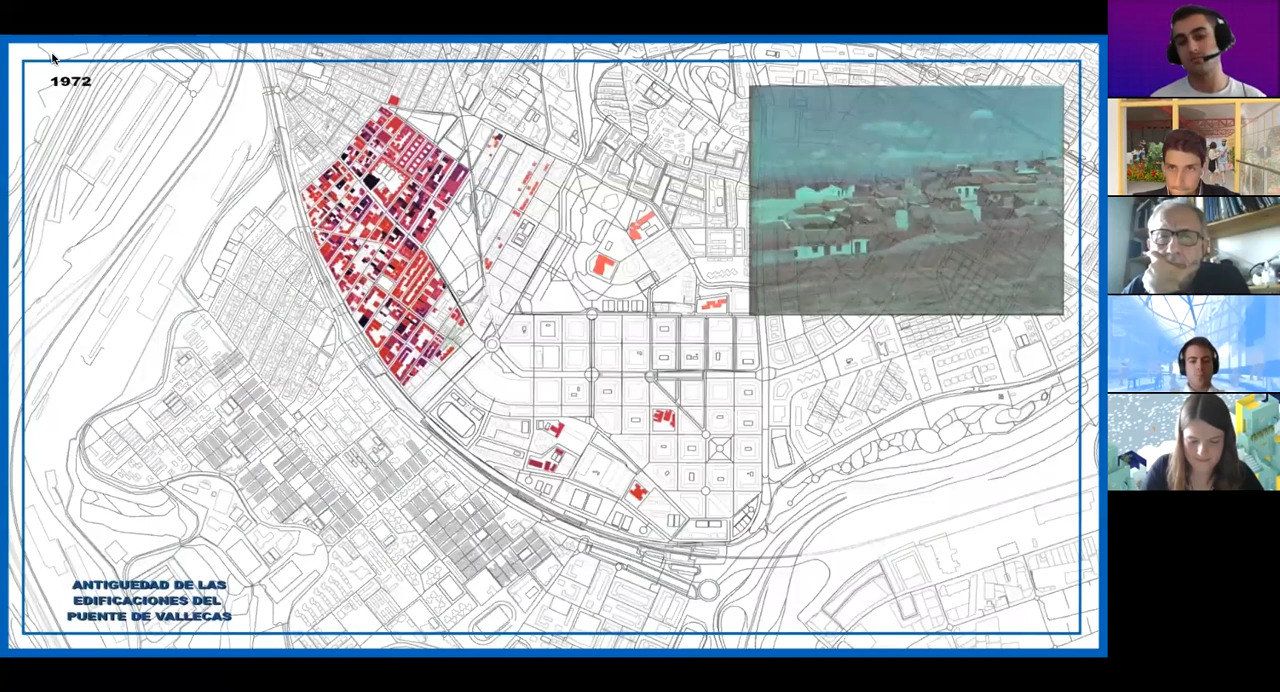 1972
ANTIGUEDAD DE LAS
EDIFICACIONES DEL
PUENTE DE VALLECAS